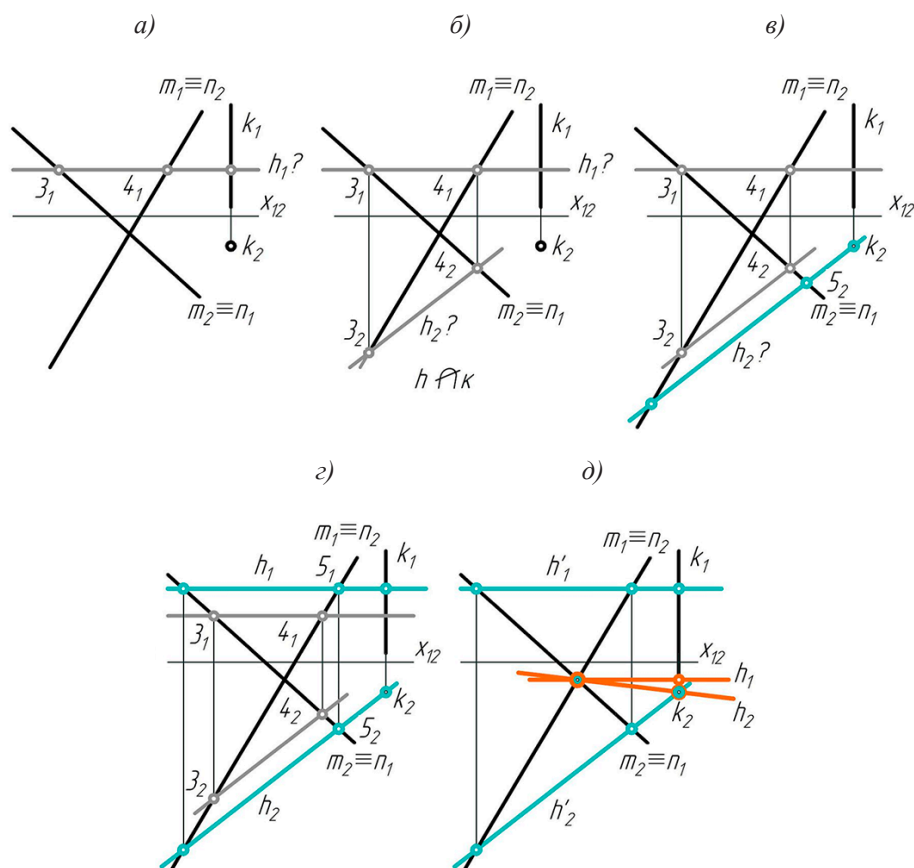 а)
б)
в)
m₁≡n₂
k₁
h₁?
3₁
4₁
x₁₂
k₂
m₂≡n₁
m₁≡n₂
k₁
h₁?
3₁
4₁
x₁₂
4₂
k₂
m₂≡n₁
3₂
h₂?
h ∩̸ к
m₁≡n₂
k₁
3₁
4₁
x₁₂
4₂
k₂
5₂
m₂≡n₁
3₂
h₂?
г)
д)
m₁≡n₂
h₁
5₁
k₁
3₁
4₁
x₁₂
4₂
k₂
5₂
m₂≡n₁
3₂
h₂
m₁≡n₂
h'₁
k₁
x₁₂
h₁
k₂
h₂
m₂≡n₁
h'₂